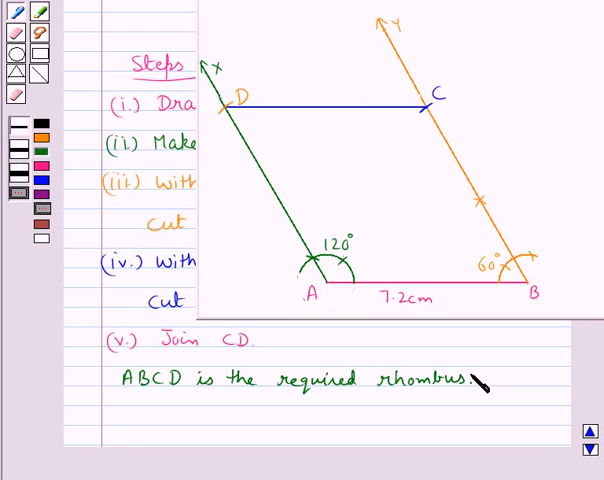 Steps
(i.) Dra
(ii.) Make
(iii.) With
Cut
(iv.) With
Cut
(v.) Join CD.
ABCD is the required rhombus.
X
Y
D
C
120°
60°
A
7.2cm
B